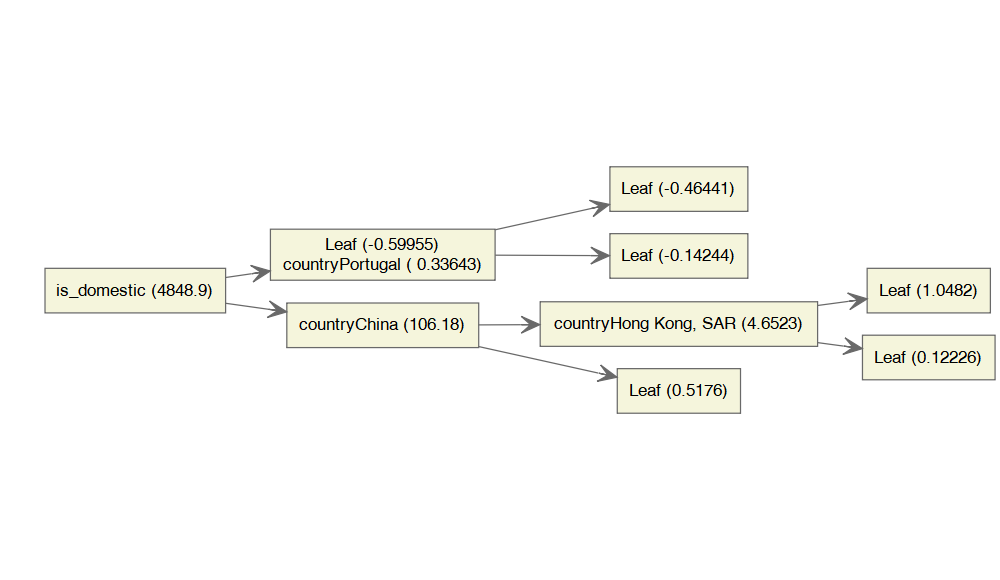 Leaf (-0.46441)
Leaf (-0.59955)
countryPortugal ( 0.33643)
Leaf (-0.14244)
is_domestic (4848.9)
Leaf (1.0482)
countryChina (106.18)
countryHong Kong, SAR (4.6523)
Leaf (0.12226)
Leaf (0.5176)